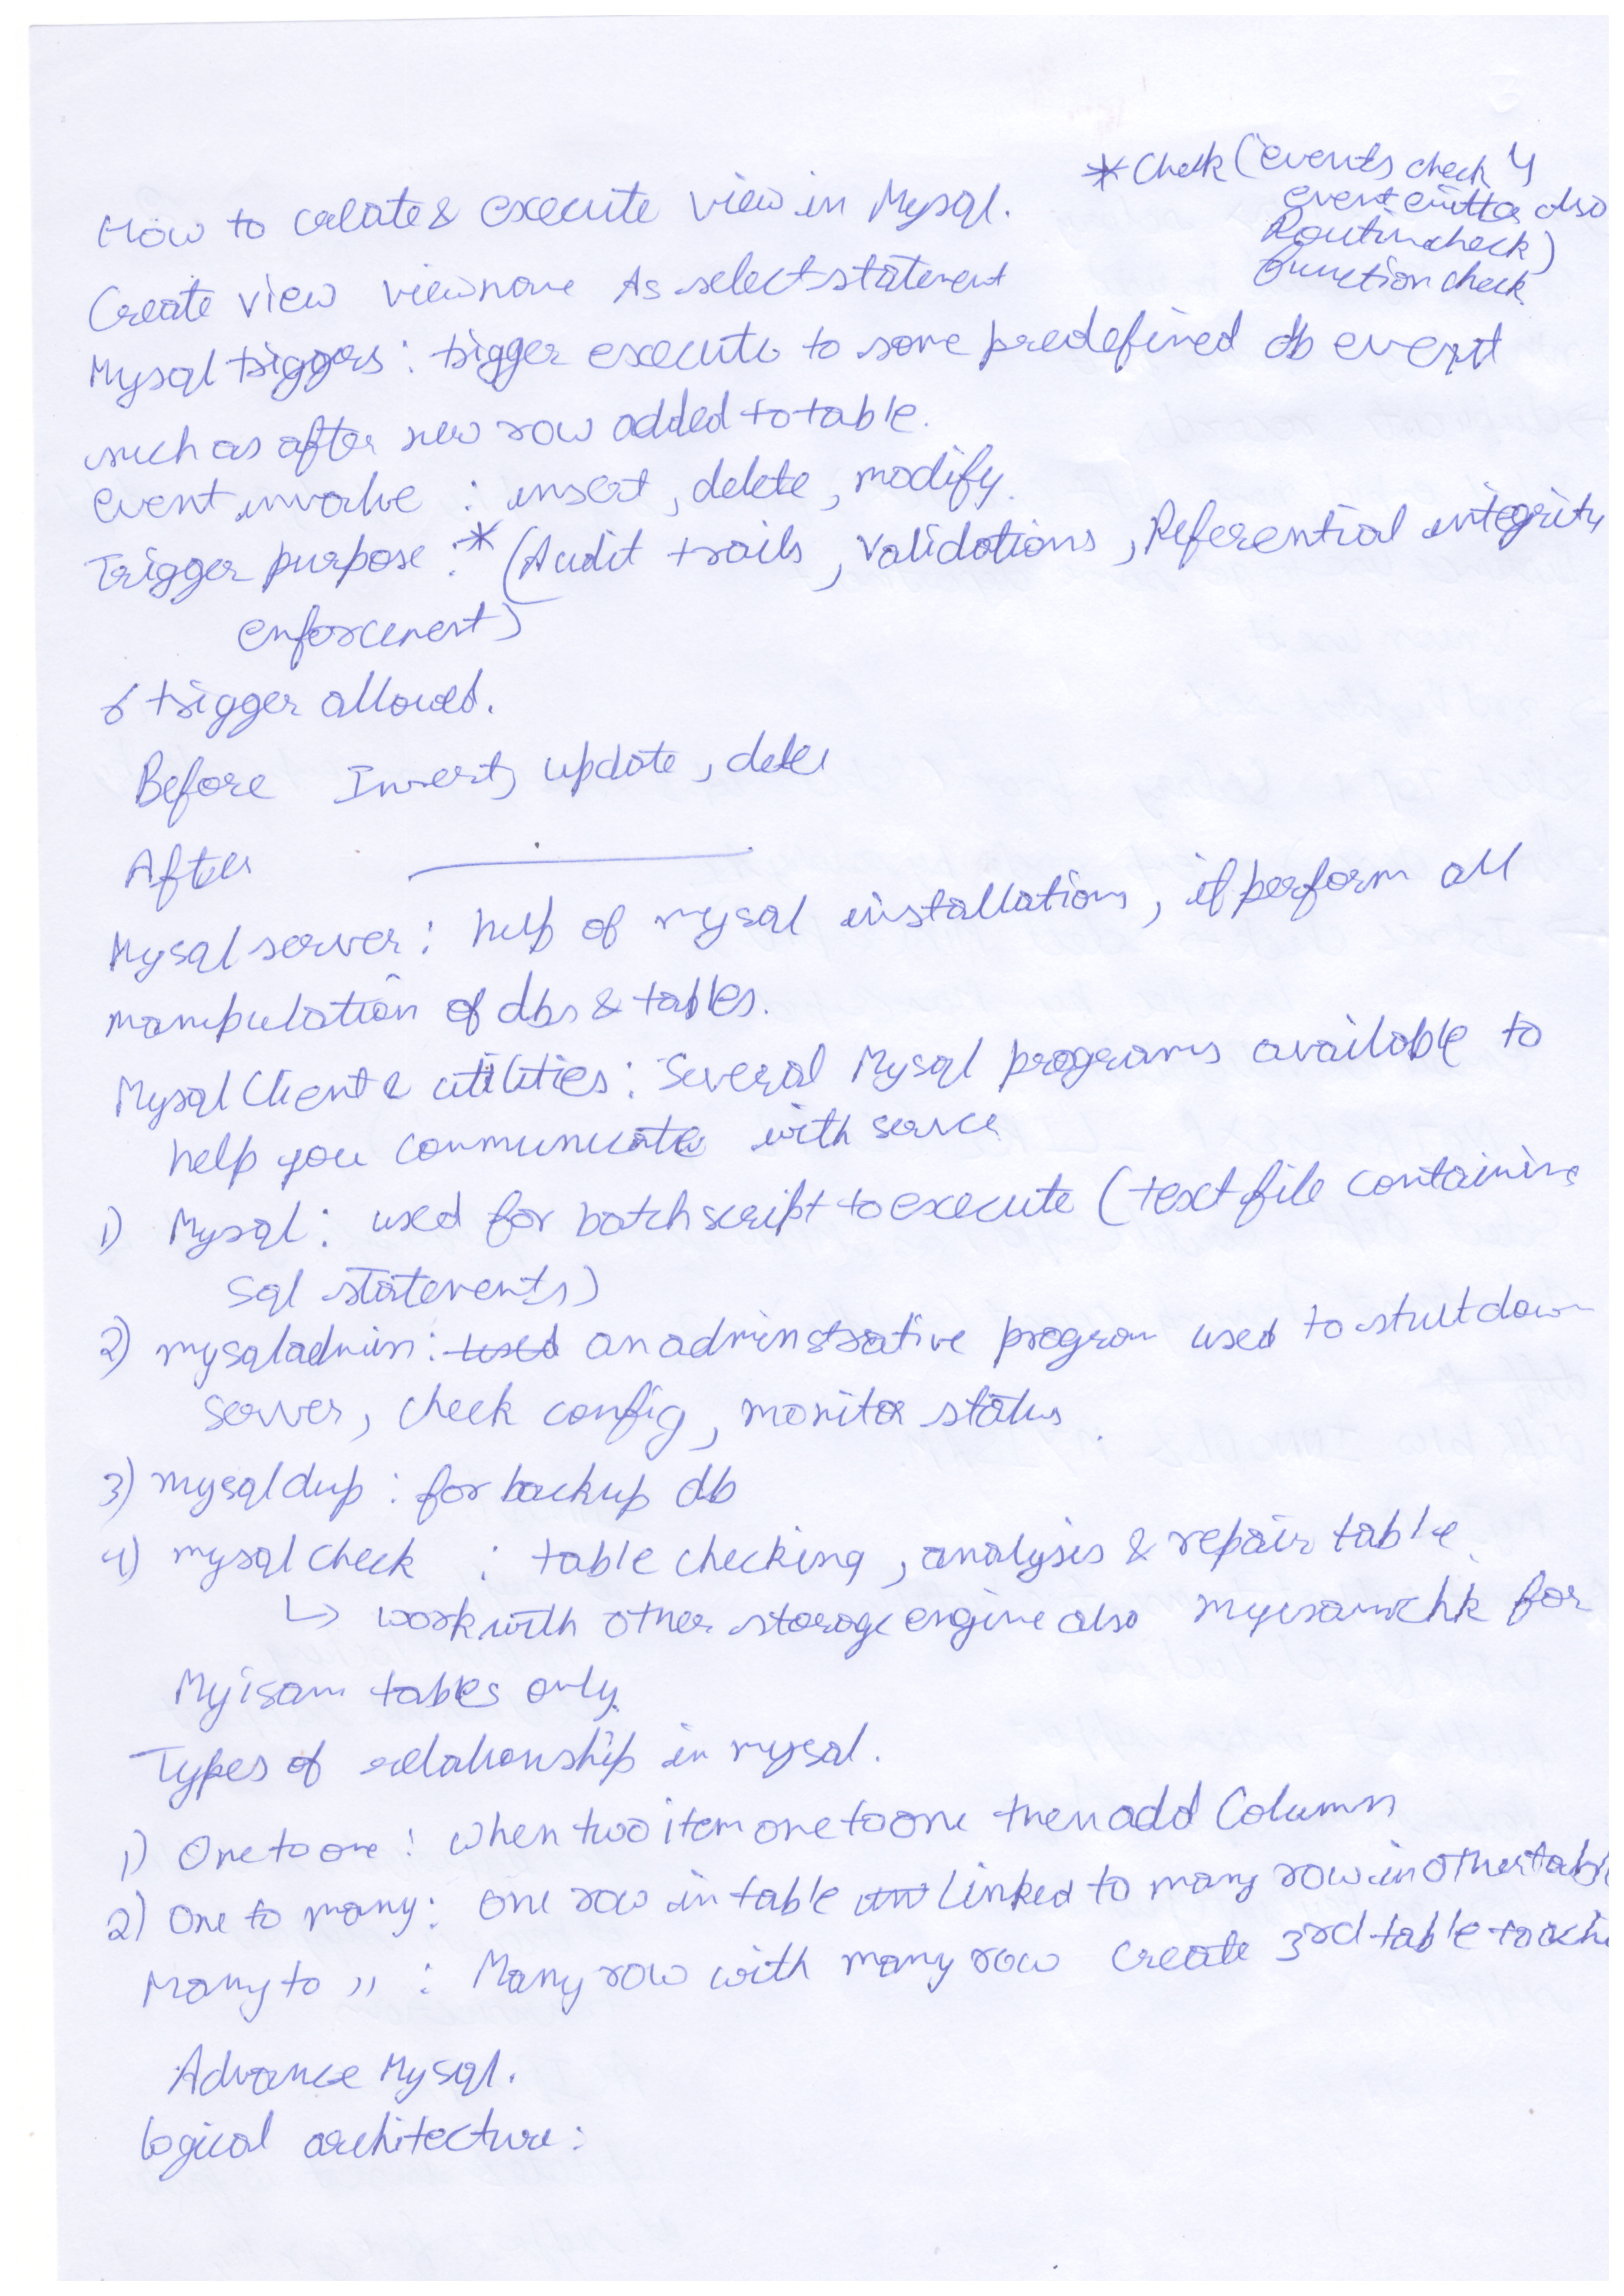 * Check (events check 4
event emitter also
Routine check)
function check
How to create & execute view in Mysql.
Create view viewname As select statement
Mysql triggers : trigger execute to some predefined db event
such as after new row added to table.
event involve : insert, delete, modify.
Trigger purpose : * (Audit trails, Validations, Referential integrity
enforcement)
6 trigger allowed.
Before Insert, update, delete
After
Mysql server : help of mysql installations, it perform all
manipulation of dbs & tables.
Mysql Client & utilities : Several Mysql programs available to
help you communicate with server
1) Mysql : used for batch script to execute (text file containing
Sql statements)
2) mysqladmin : used an adminstrative program used to shutdown
server, check config, monitor status.
3) mysqldup : for backup db
4) mysqlcheck : table checking, analysis & repair table.
↳ work with other storage engine also myisamchk for
Myisam tables only.
Types of relationship in mysql.
1) One to one : when two item one to one then add Column
2) One to many : one row in table linked to many row in other table
Many to ,, : Many row with many row create 3rd table to
Advance Mysql.
logical architecture :